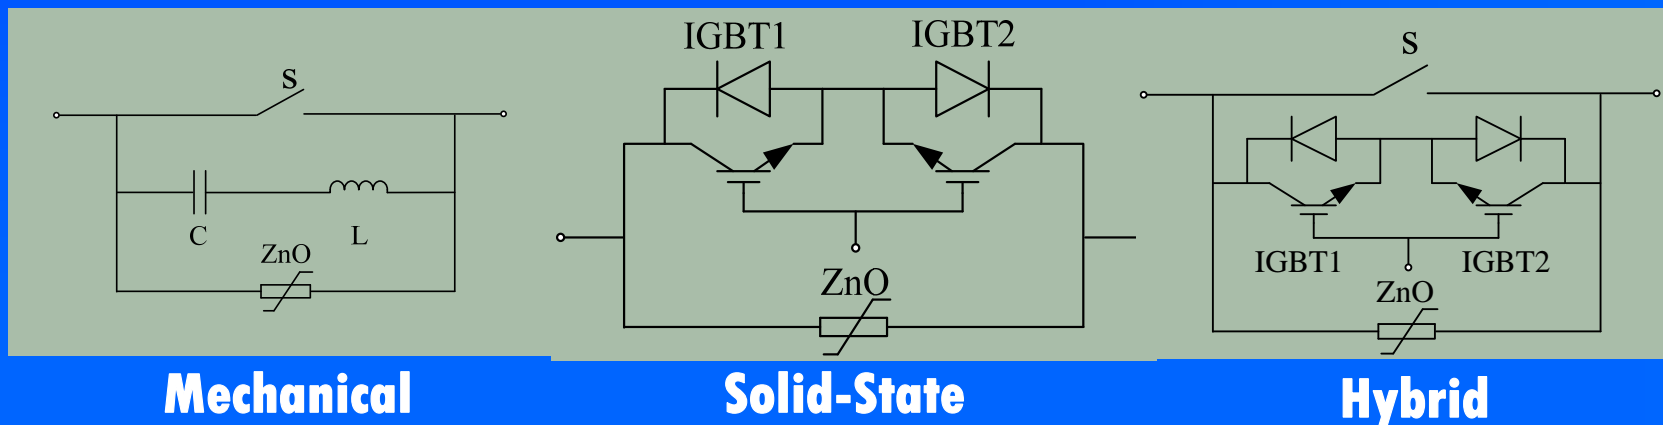 S
C
L
ZnO
Mechanical
IGBT1
IGBT2
ZnO
Solid-State
S
IGBT1
IGBT2
ZnO
Hybrid